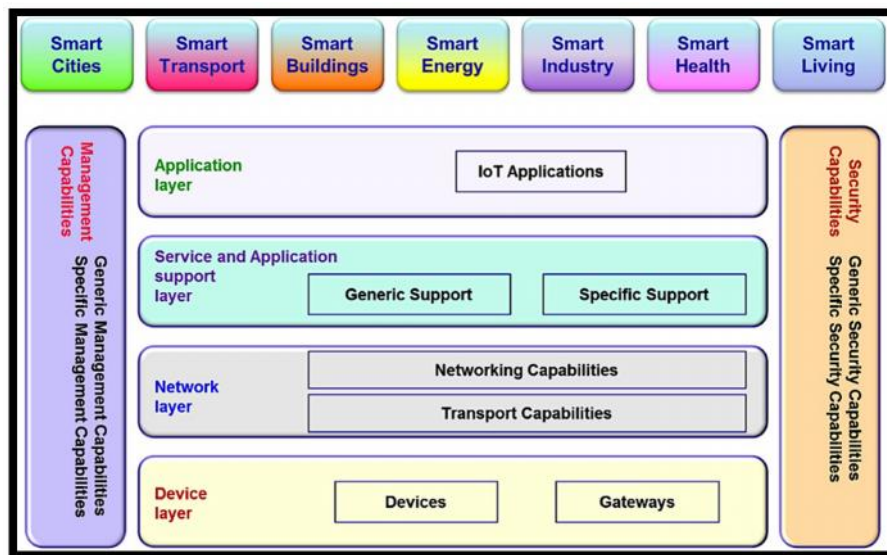 Smart
Cities
Smart
Transport
Smart
Buildings
Smart
Energy
Smart
Industry
Smart
Health
Smart
Living
Management
Capabilities
Generic Management Capabilities
Specific Management Capabilities
Application
layer
IoT Applications
Service and Application
support
layer
Generic Support
Specific Support
Network
layer
Networking Capabilities
Transport Capabilities
Device
layer
Devices
Gateways
Security
Capabilities
Generic Security Capabilities
Specific Security Capabilities